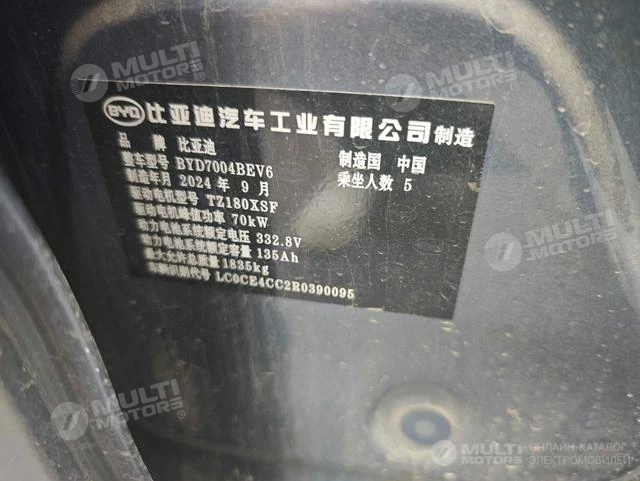 BYD 比亚迪汽车工业有限公司制造
品 牌 比亚迪
整车型号 BYD7004BEV6 制造国 中国
制造年月 2024 年 9 月 乘坐人数 5
驱动电机型号 TZ180XSF
驱动电机峰值功率 70kW
动力电池系统额定电压 332.8V
动力电池系统额定容量 135Ah
最大允许总质量 1835kg
车辆识别代号 LC0CE4CC2R0390095
MULTI MOTORS
MULTI MOTORS
MULTI MOTORS
MULTI MOTORS
MULTI MOTORS
MULTI MOTORS
ОНЛАЙН-КАТАЛОГ
ЭЛЕКТРОМОБИЛЕЙ